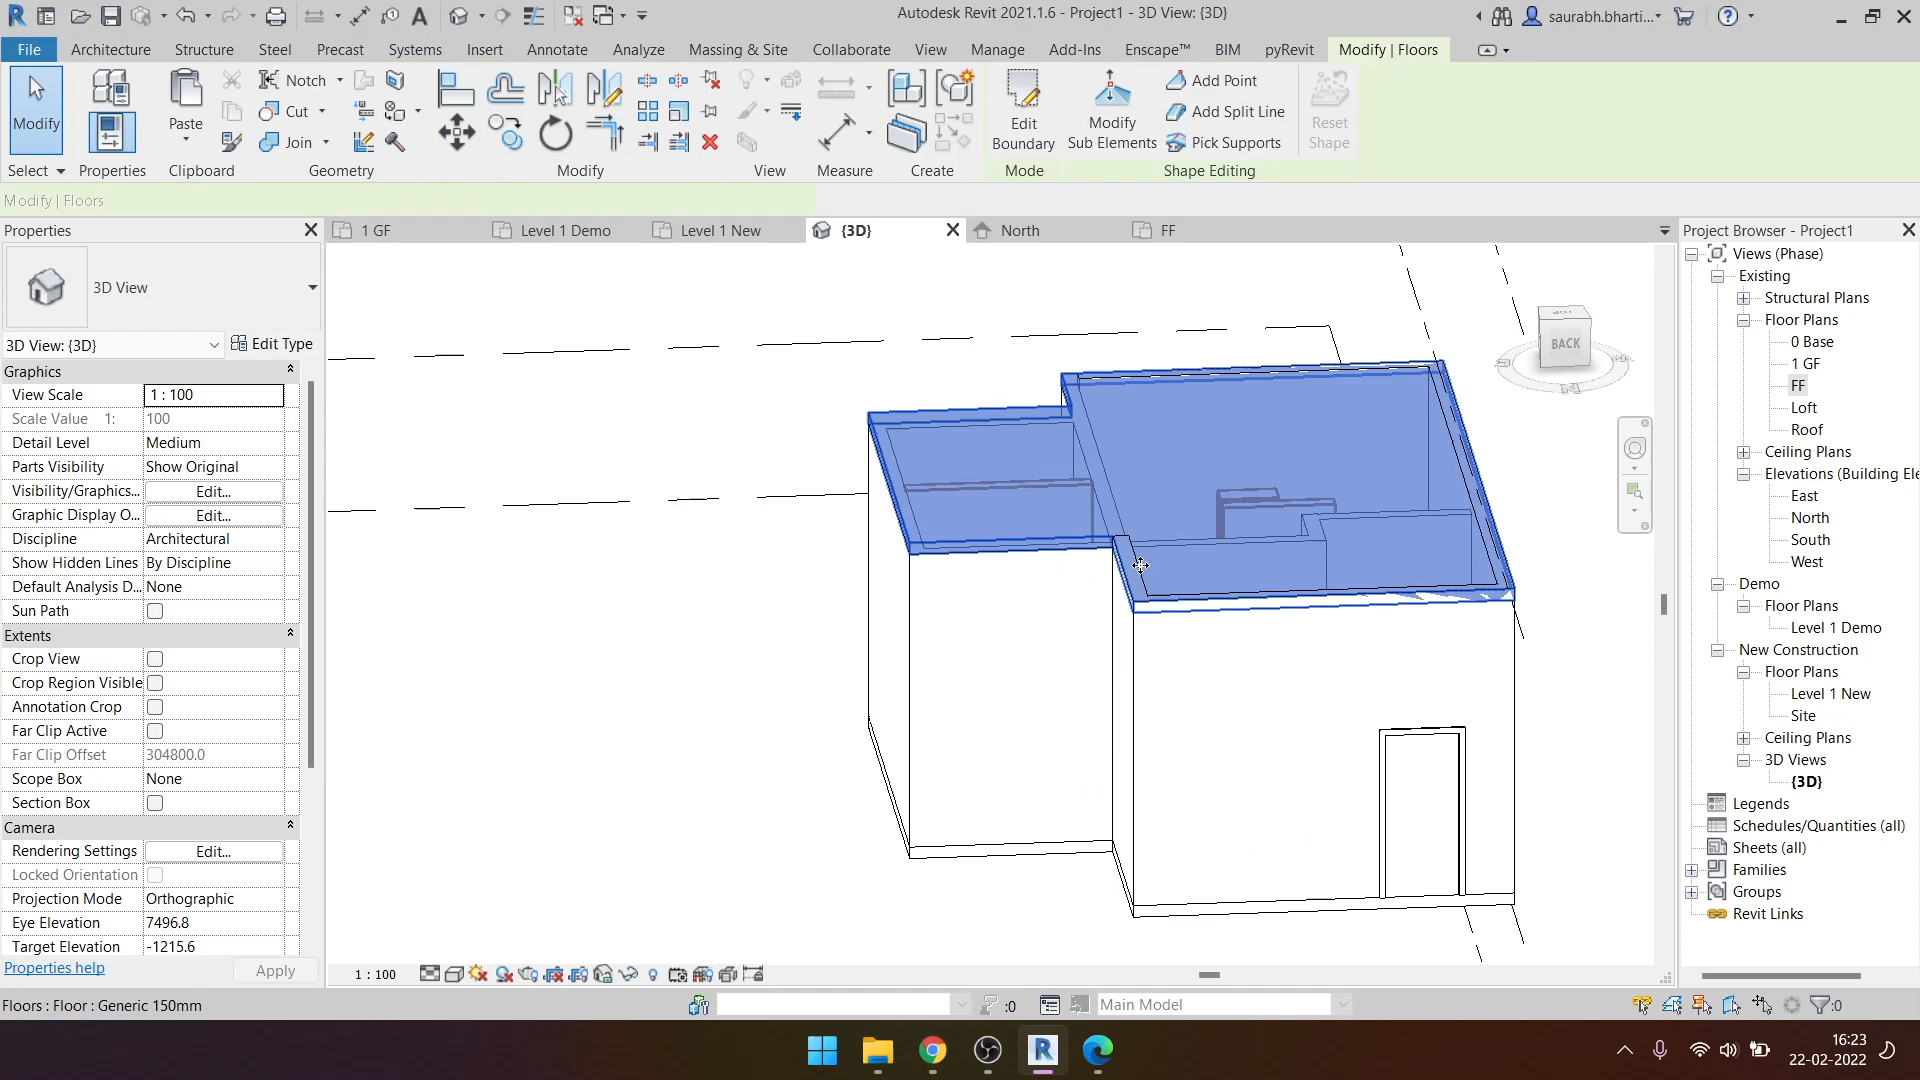 Autodesk Revit 2021.1.6 - Project1 - 3D View: {3D}
saurabh.bharti...
File Architecture Structure Steel Precast Systems Insert Annotate Analyze Massing & Site Collaborate View Manage Add-Ins Enscape™ BIM pyRevit Modify | Floors
Modify
Paste
Notch
Cut
Join
Edit
Boundary
Modify
Sub Elements
Add Point
Add Split Line
Pick Supports
Reset
Shape
Select Properties Clipboard Geometry Modify View Measure Create Mode Shape Editing
Modify | Floors
Properties
1 GF
Level 1 Demo
Level 1 New
{3D}
North
FF
Project Browser - Project1
3D View
3D View: {3D}
Edit Type
Graphics
View Scale 1 : 100
Scale Value 1: 100
Detail Level Medium
Parts Visibility Show Original
Visibility/Graphics... Edit...
Graphic Display O... Edit...
Discipline Architectural
Show Hidden Lines By Discipline
Default Analysis D... None
Sun Path
Extents
Crop View
Crop Region Visible
Annotation Crop
Far Clip Active
Far Clip Offset 304800.0
Scope Box None
Section Box
Camera
Rendering Settings Edit...
Locked Orientation
Projection Mode Orthographic
Eye Elevation 7496.8
Target Elevation -1215.6
Properties help
Apply
BACK
Views (Phase)
Existing
Structural Plans
Floor Plans
0 Base
1 GF
FF
Loft
Roof
Ceiling Plans
Elevations (Building Ele
East
North
South
West
Demo
Floor Plans
Level 1 Demo
New Construction
Floor Plans
Level 1 New
Site
Ceiling Plans
3D Views
{3D}
Legends
Schedules/Quantities (all)
Sheets (all)
Families
Groups
Revit Links
1 : 100
Floors : Floor : Generic 150mm
:0
Main Model
:0
16:23
22-02-2022